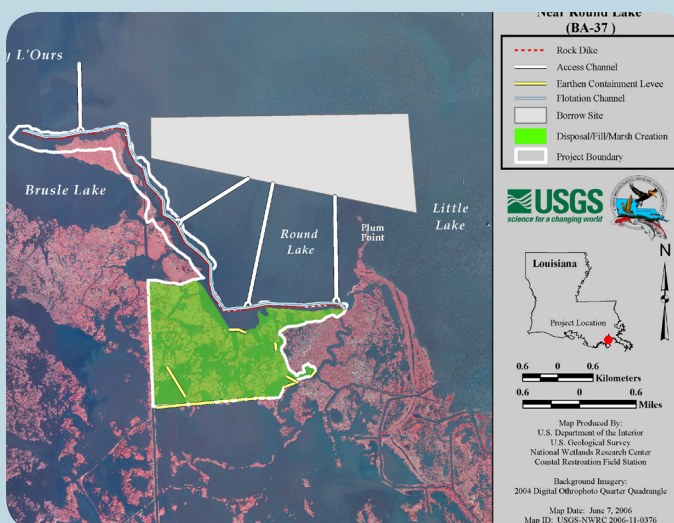 y L'Ours
Brusle Lake
Round
Lake
Plum
Point
Little
Lake
Near Round Lake
(BA-37 )
Rock Dike
Access Channel
Earthen Containment Levee
Flotation Channel
Borrow Site
Disposal/Fill/Marsh Creation
Project Boundary
USGS
science for a changing world
N
Louisiana
Project Location
0.6 0 0.6
Kilometers
0.6 0 0.6
Miles
Map Produced By:
U.S. Department of the Interior
U.S. Geological Survey
National Wetlands Research Center
Coastal Restroation Field Station
Background Imagery:
2004 Digital Othrophoto Quarter Quadrangle
Map Date: June 7, 2006
Map ID: USGS-NWRC 2006-11-0376